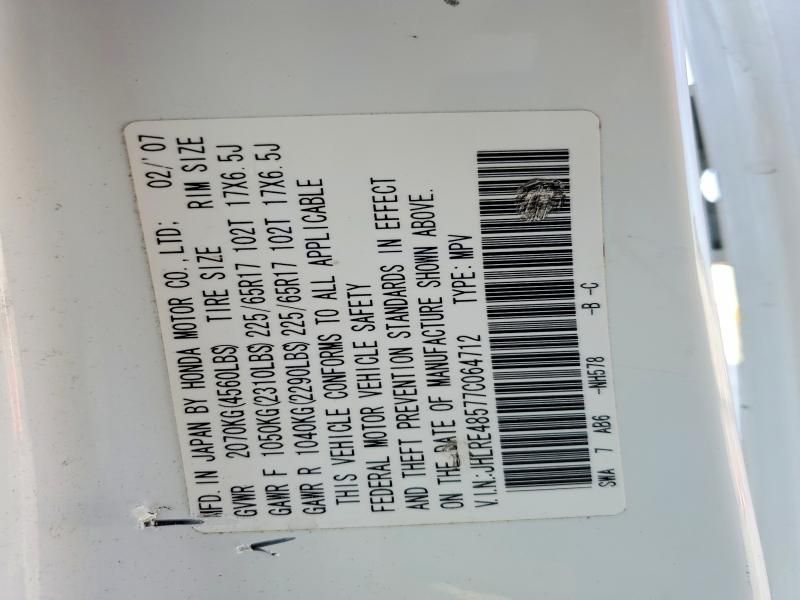 MFD. IN JAPAN BY HONDA MOTOR CO., LTD; 02/'07
GVWR 2070KG(4560LBS) TIRE SIZE RIM SIZE
GAWR F 1050KG(2310LBS) 225/65R17 102T 17X6.5J
GAWR R 1040KG(2290LBS) 225/65R17 102T 17X6.5J
THIS VEHICLE CONFORMS TO ALL APPLICABLE
FEDERAL MOTOR VEHICLE SAFETY
AND THEFT PREVENTION STANDARDS IN EFFECT
ON THE DATE OF MANUFACTURE SHOWN ABOVE.
V.I.N:JHLRE48577C064712 TYPE: MPV
SWA 7 AB6 -NH578 -B -C